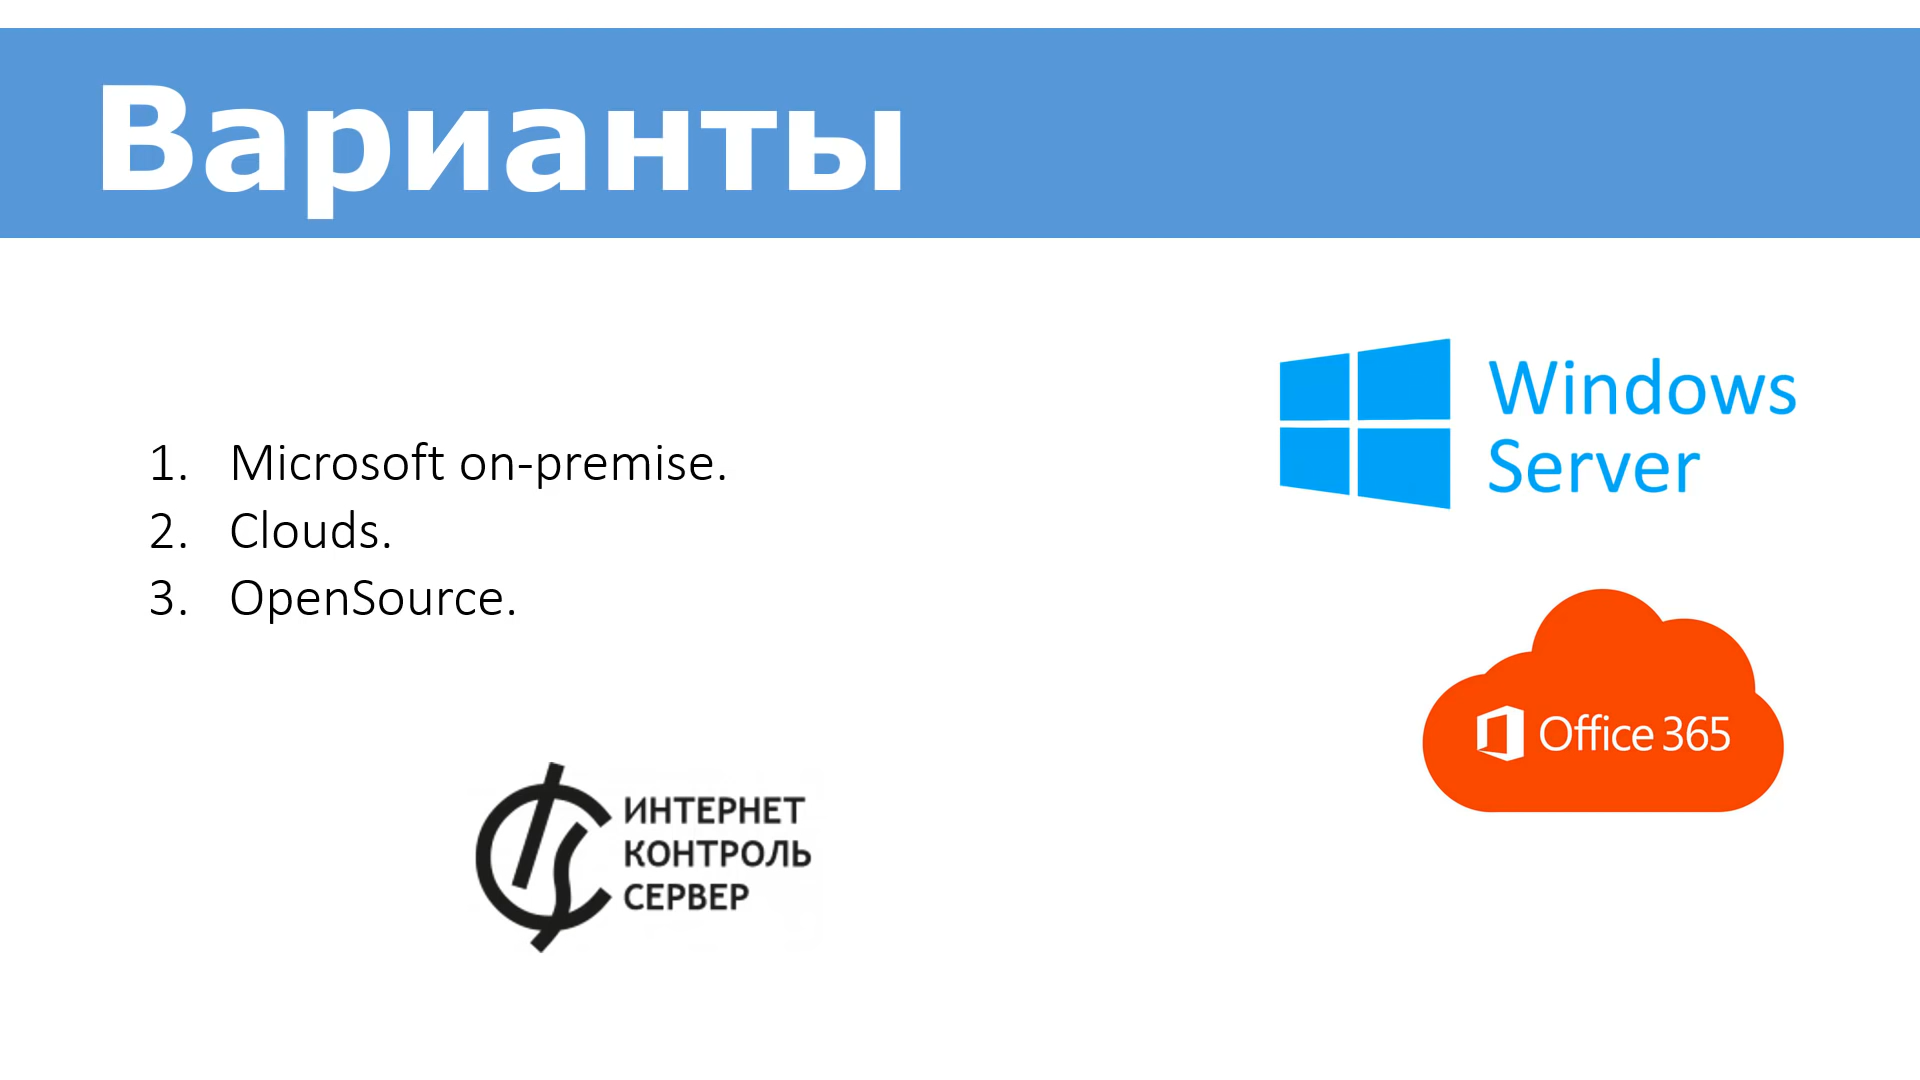 Варианты
1. Microsoft on-premise.
2. Clouds.
3. OpenSource.
Windows
Server
Office 365
ИНТЕРНЕТ
КОНТРОЛЬ
СЕРВЕР